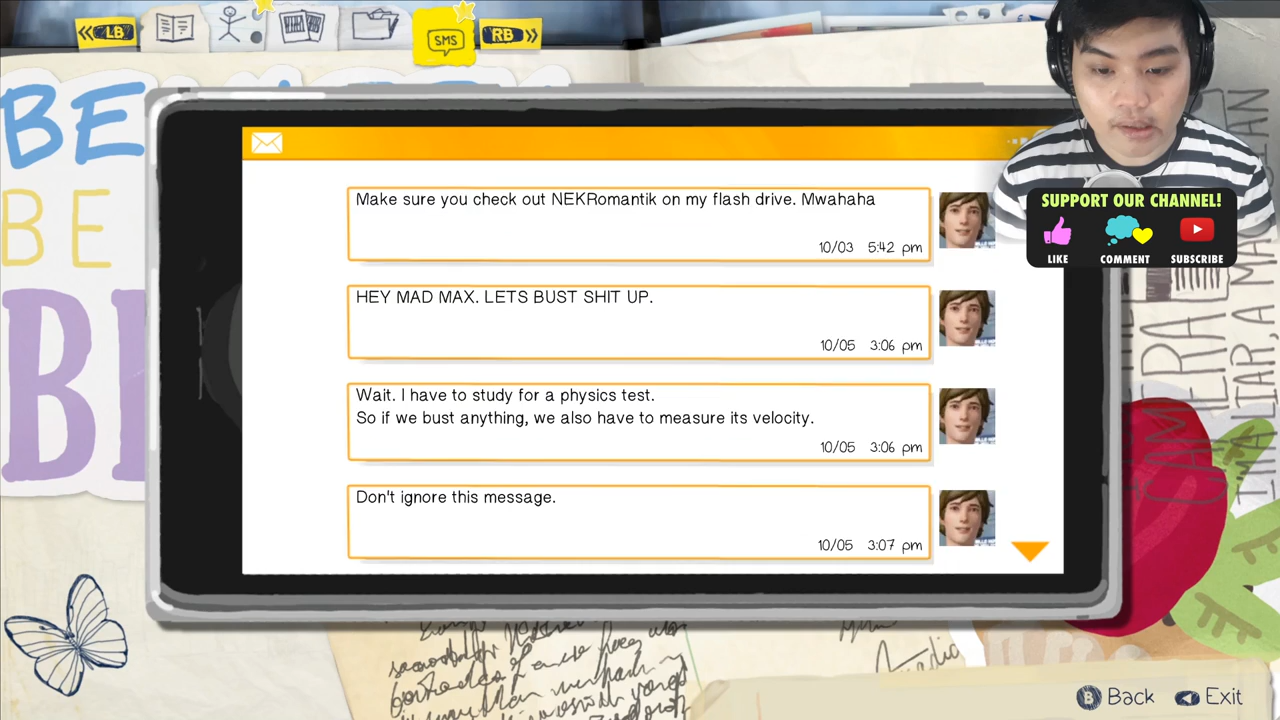 LB
SMS
RB
Make sure you check out NEKRomantik on my flash drive. Mwahaha
10/03 5:42 pm
HEY MAD MAX. LETS BUST SHIT UP.
10/05 3:06 pm
Wait. I have to study for a physics test.
So if we bust anything, we also have to measure its velocity.
10/05 3:06 pm
Don't ignore this message.
10/05 3:07 pm
SUPPORT OUR CHANNEL!
LIKE COMMENT SUBSCRIBE
BE
BE
B Back Exit